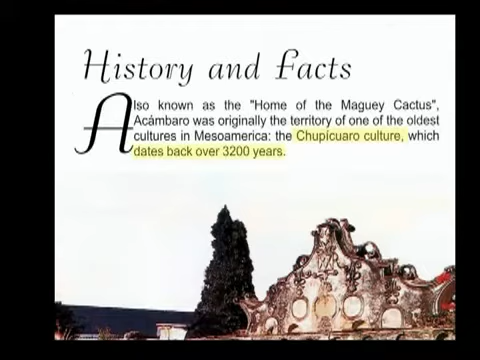 History and Facts
Also known as the "Home of the Maguey Cactus",
Acámbaro was originally the territory of one of the oldest
cultures in Mesoamerica: the Chupícuaro culture, which
dates back over 3200 years.